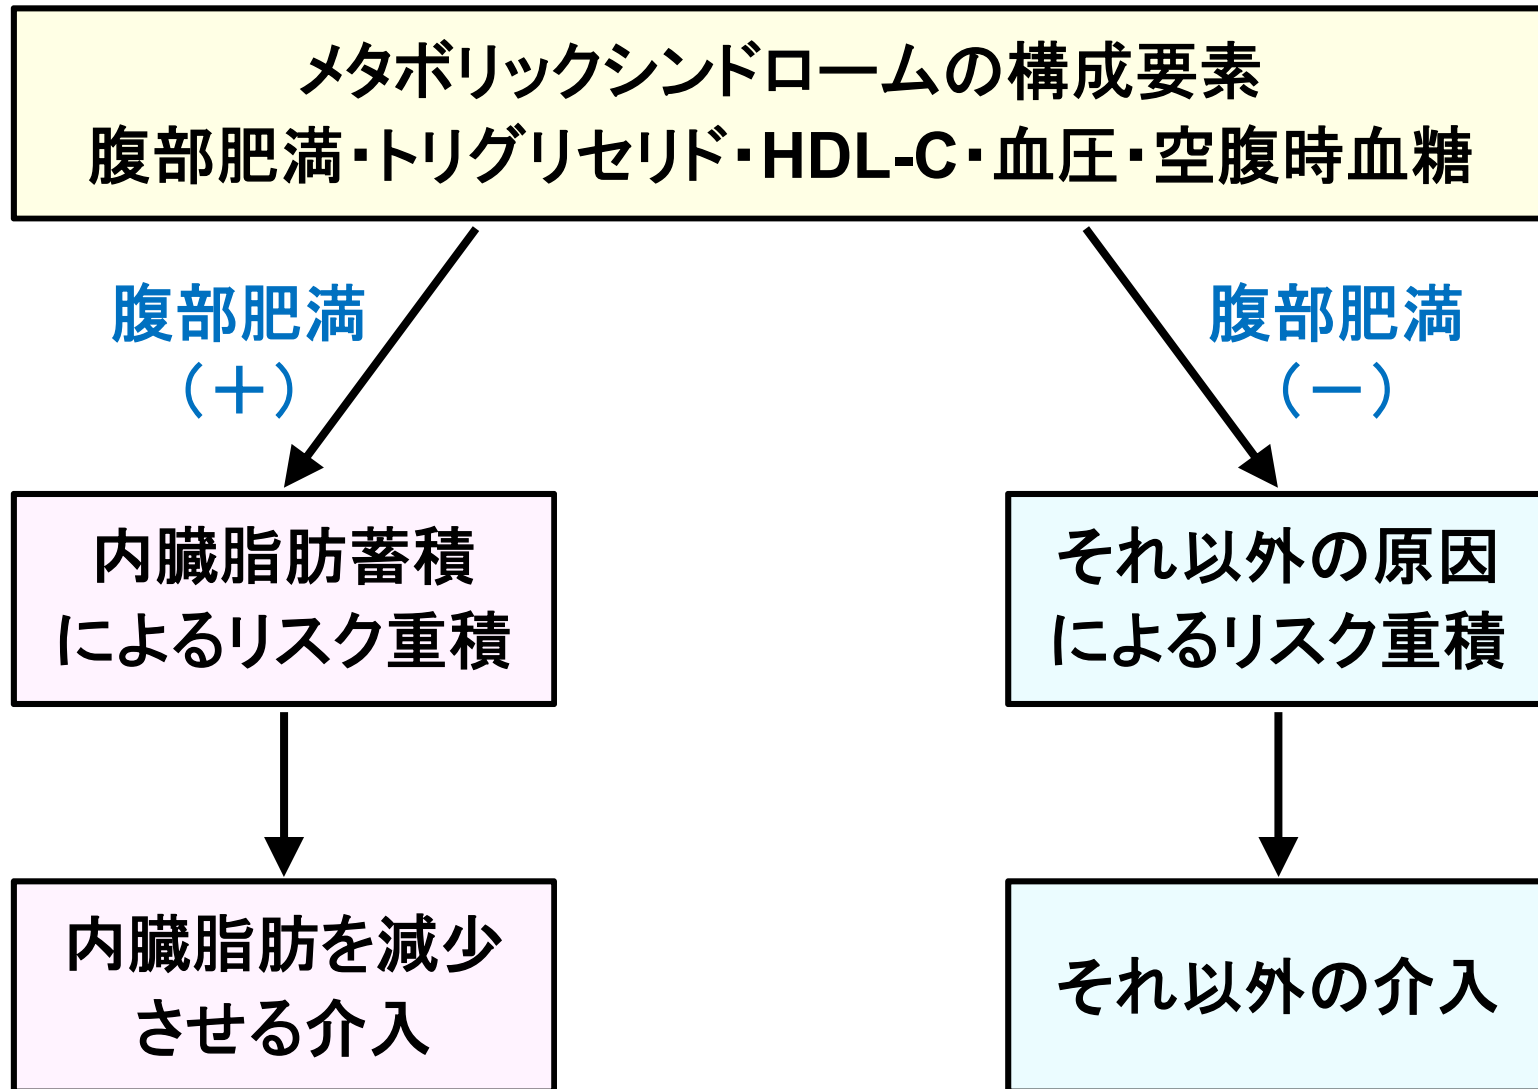 メタボリックシンドロームの構成要素
腹部肥満・トリグリセリド・HDL-C・血圧・空腹時血糖
腹部肥満
（＋）
腹部肥満
（－）
内臓脂肪蓄積
によるリスク重積
それ以外の原因
によるリスク重積
内臓脂肪を減少
させる介入
それ以外の介入